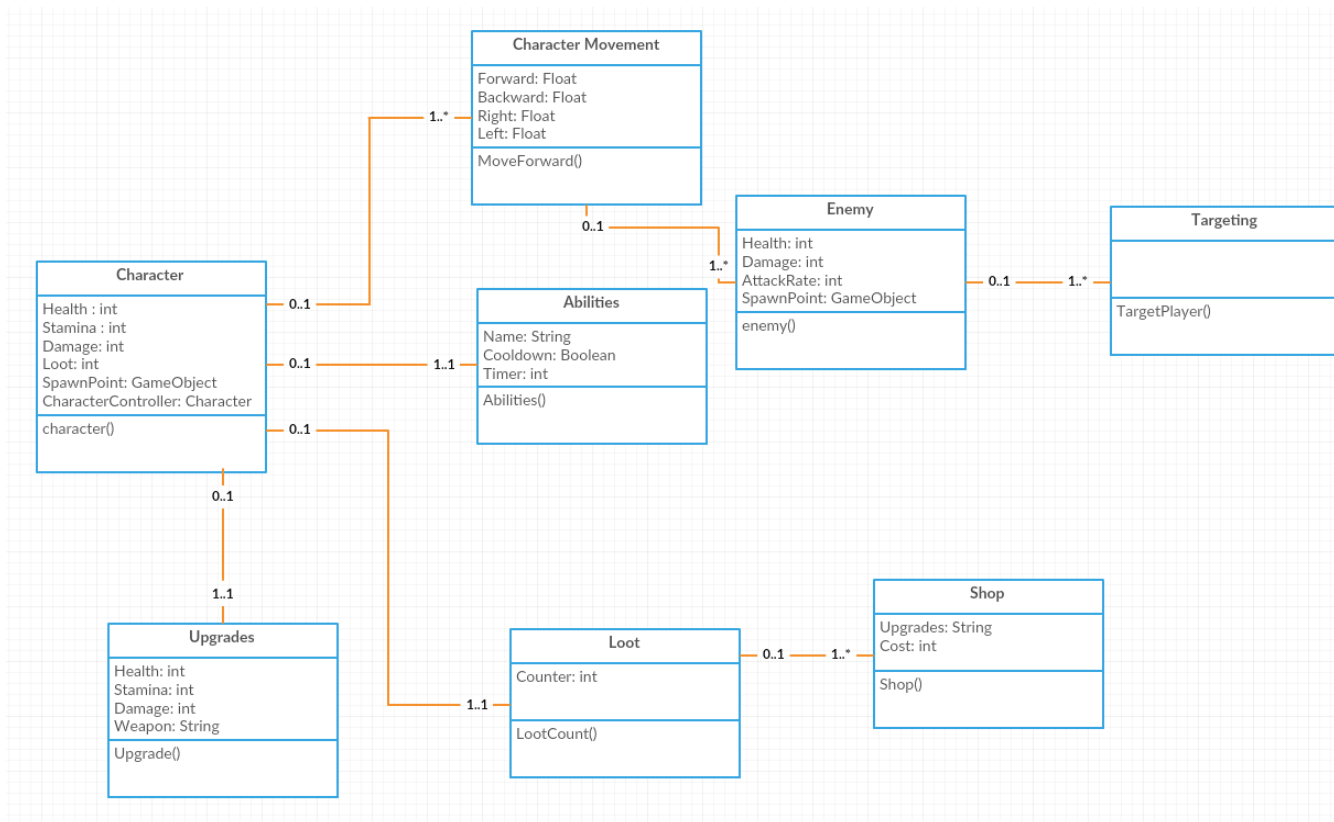 Character Movement
Forward: Float
Backward: Float
Right: Float
Left: Float
MoveForward()
1..*
0..1
1..*
Enemy
Health: int
Damage: int
AttackRate: int
SpawnPoint: GameObject
enemy()
0..1
1..*
Targeting
TargetPlayer()
Character
Health : int
Stamina : int
Damage: int
Loot: int
SpawnPoint: GameObject
CharacterController: Character
character()
0..1
0..1
1..1
0..1
0..1
Abilities
Name: String
Cooldown: Boolean
Timer: int
Abilities()
1..1
Upgrades
Health: int
Stamina: int
Damage: int
Weapon: String
Upgrade()
1..1
Loot
Counter: int
LootCount()
0..1
1..*
Shop
Upgrades: String
Cost: int
Shop()